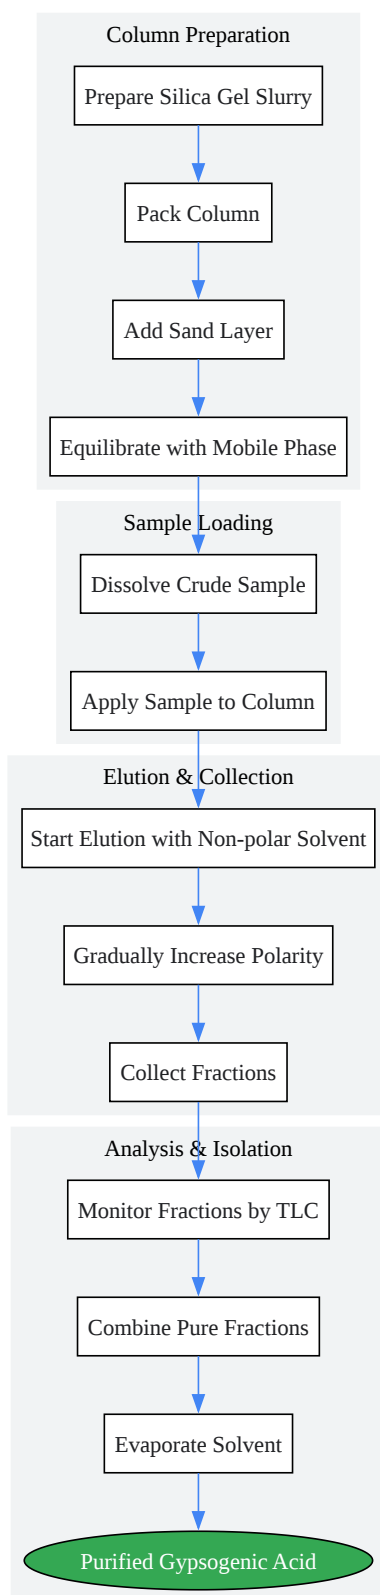 Column Preparation
Prepare Silica Gel Slurry
Pack Column
Add Sand Layer
Equilibrate with Mobile Phase
Sample Loading
Dissolve Crude Sample
Apply Sample to Column
Elution & Collection
Start Elution with Non-polar Solvent
Gradually Increase Polarity
Collect Fractions
Analysis & Isolation
Monitor Fractions by TLC
Combine Pure Fractions
Evaporate Solvent
Purified Gypsogenic Acid